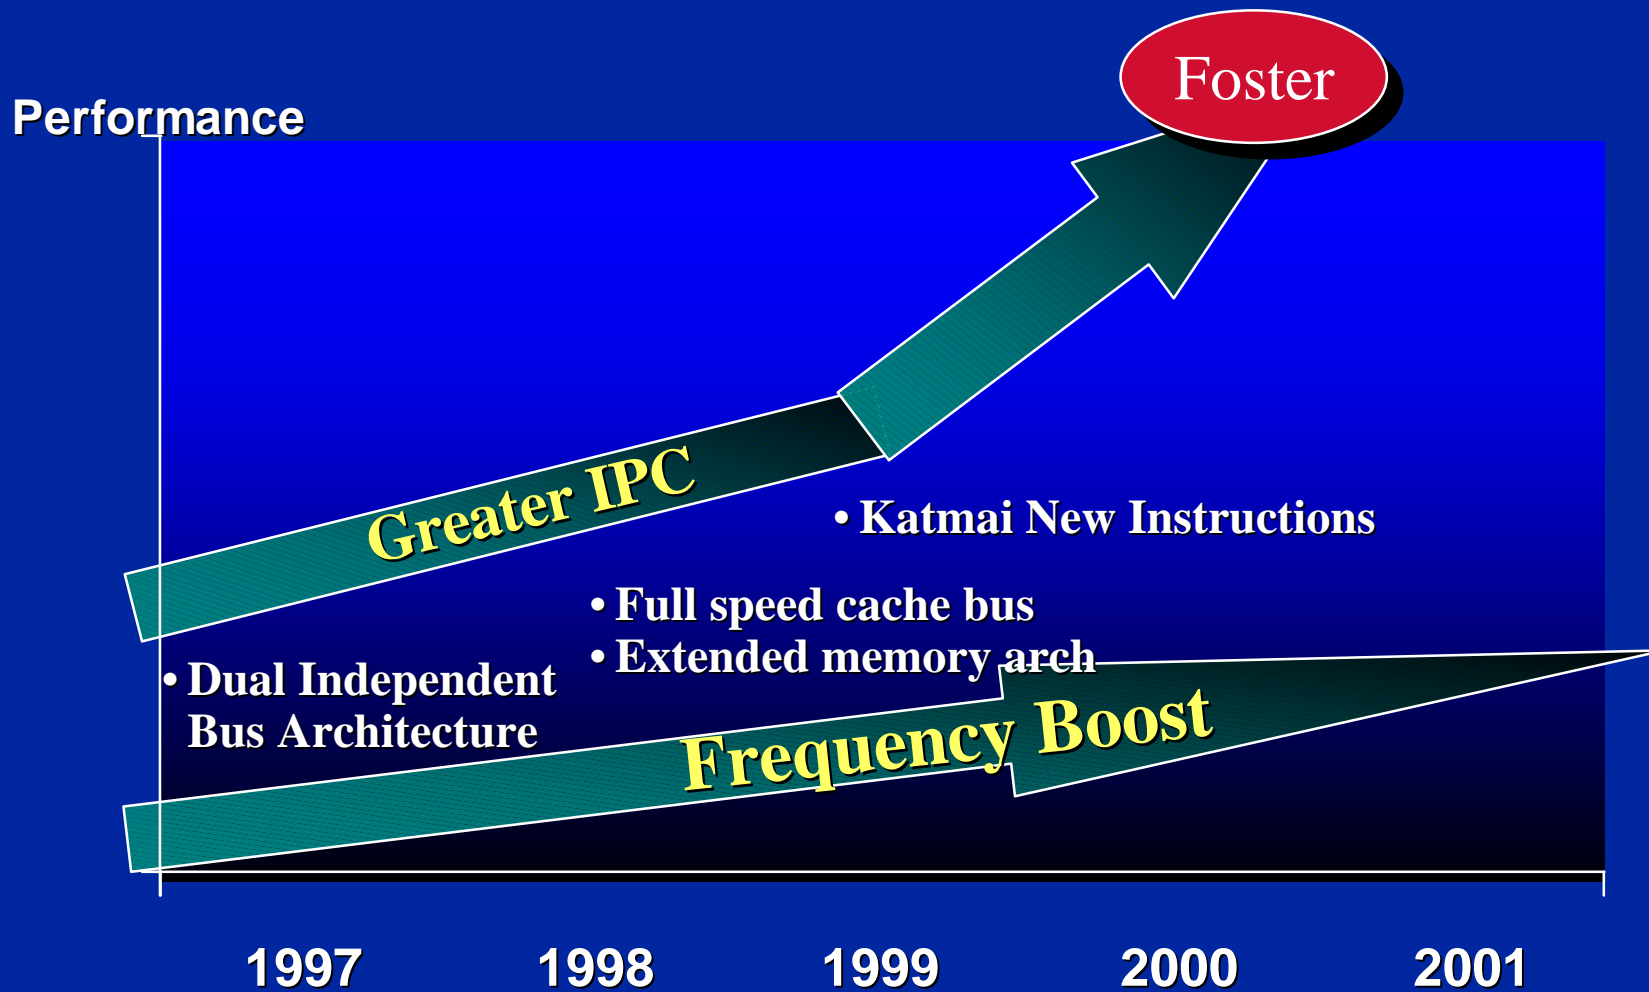 Foster
Performance
Greater IPC
• Katmai New Instructions
• Full speed cache bus
• Extended memory arch
• Dual Independent
Bus Architecture
Frequency Boost
1997 1998 1999 2000 2001